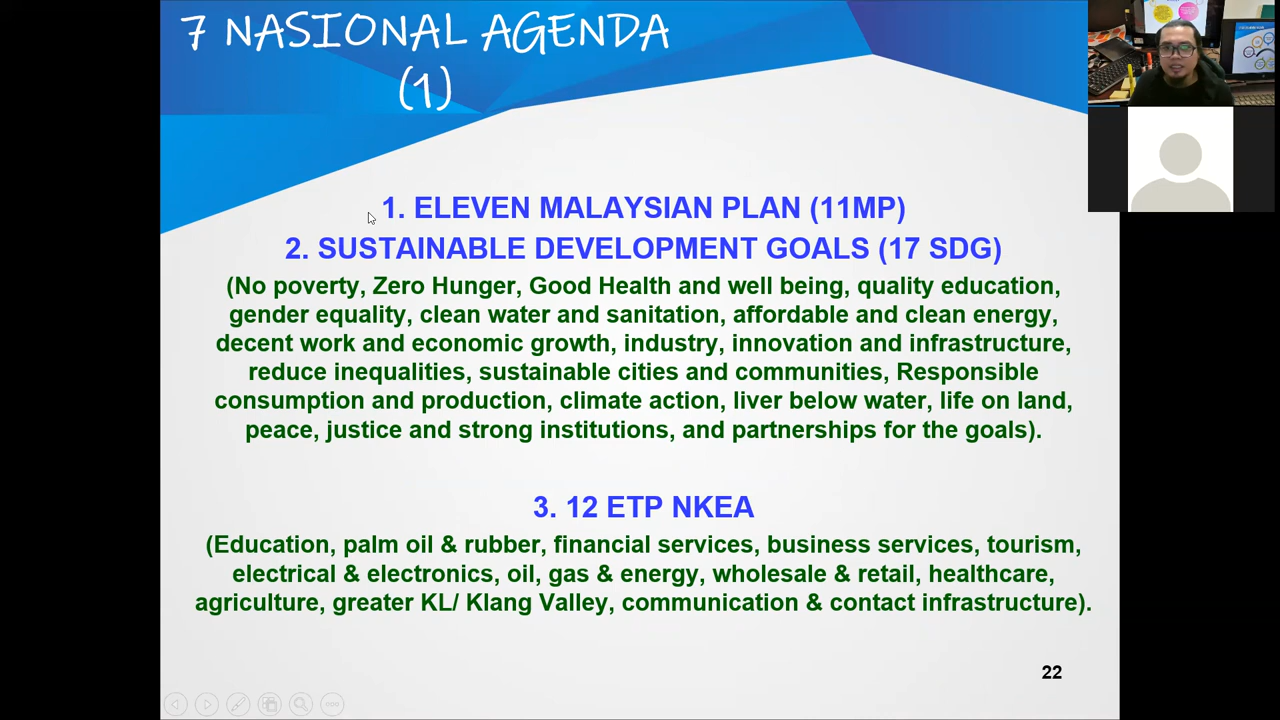 7 NASIONAL AGENDA
(1)
1. ELEVEN MALAYSIAN PLAN (11MP)
2. SUSTAINABLE DEVELOPMENT GOALS (17 SDG)
(No poverty, Zero Hunger, Good Health and well being, quality education,
gender equality, clean water and sanitation, affordable and clean energy,
decent work and economic growth, industry, innovation and infrastructure,
reduce inequalities, sustainable cities and communities, Responsible
consumption and production, climate action, liver below water, life on land,
peace, justice and strong institutions, and partnerships for the goals).
3. 12 ETP NKEA
(Education, palm oil & rubber, financial services, business services, tourism,
electrical & electronics, oil, gas & energy, wholesale & retail, healthcare,
agriculture, greater KL/ Klang Valley, communication & contact infrastructure).
22